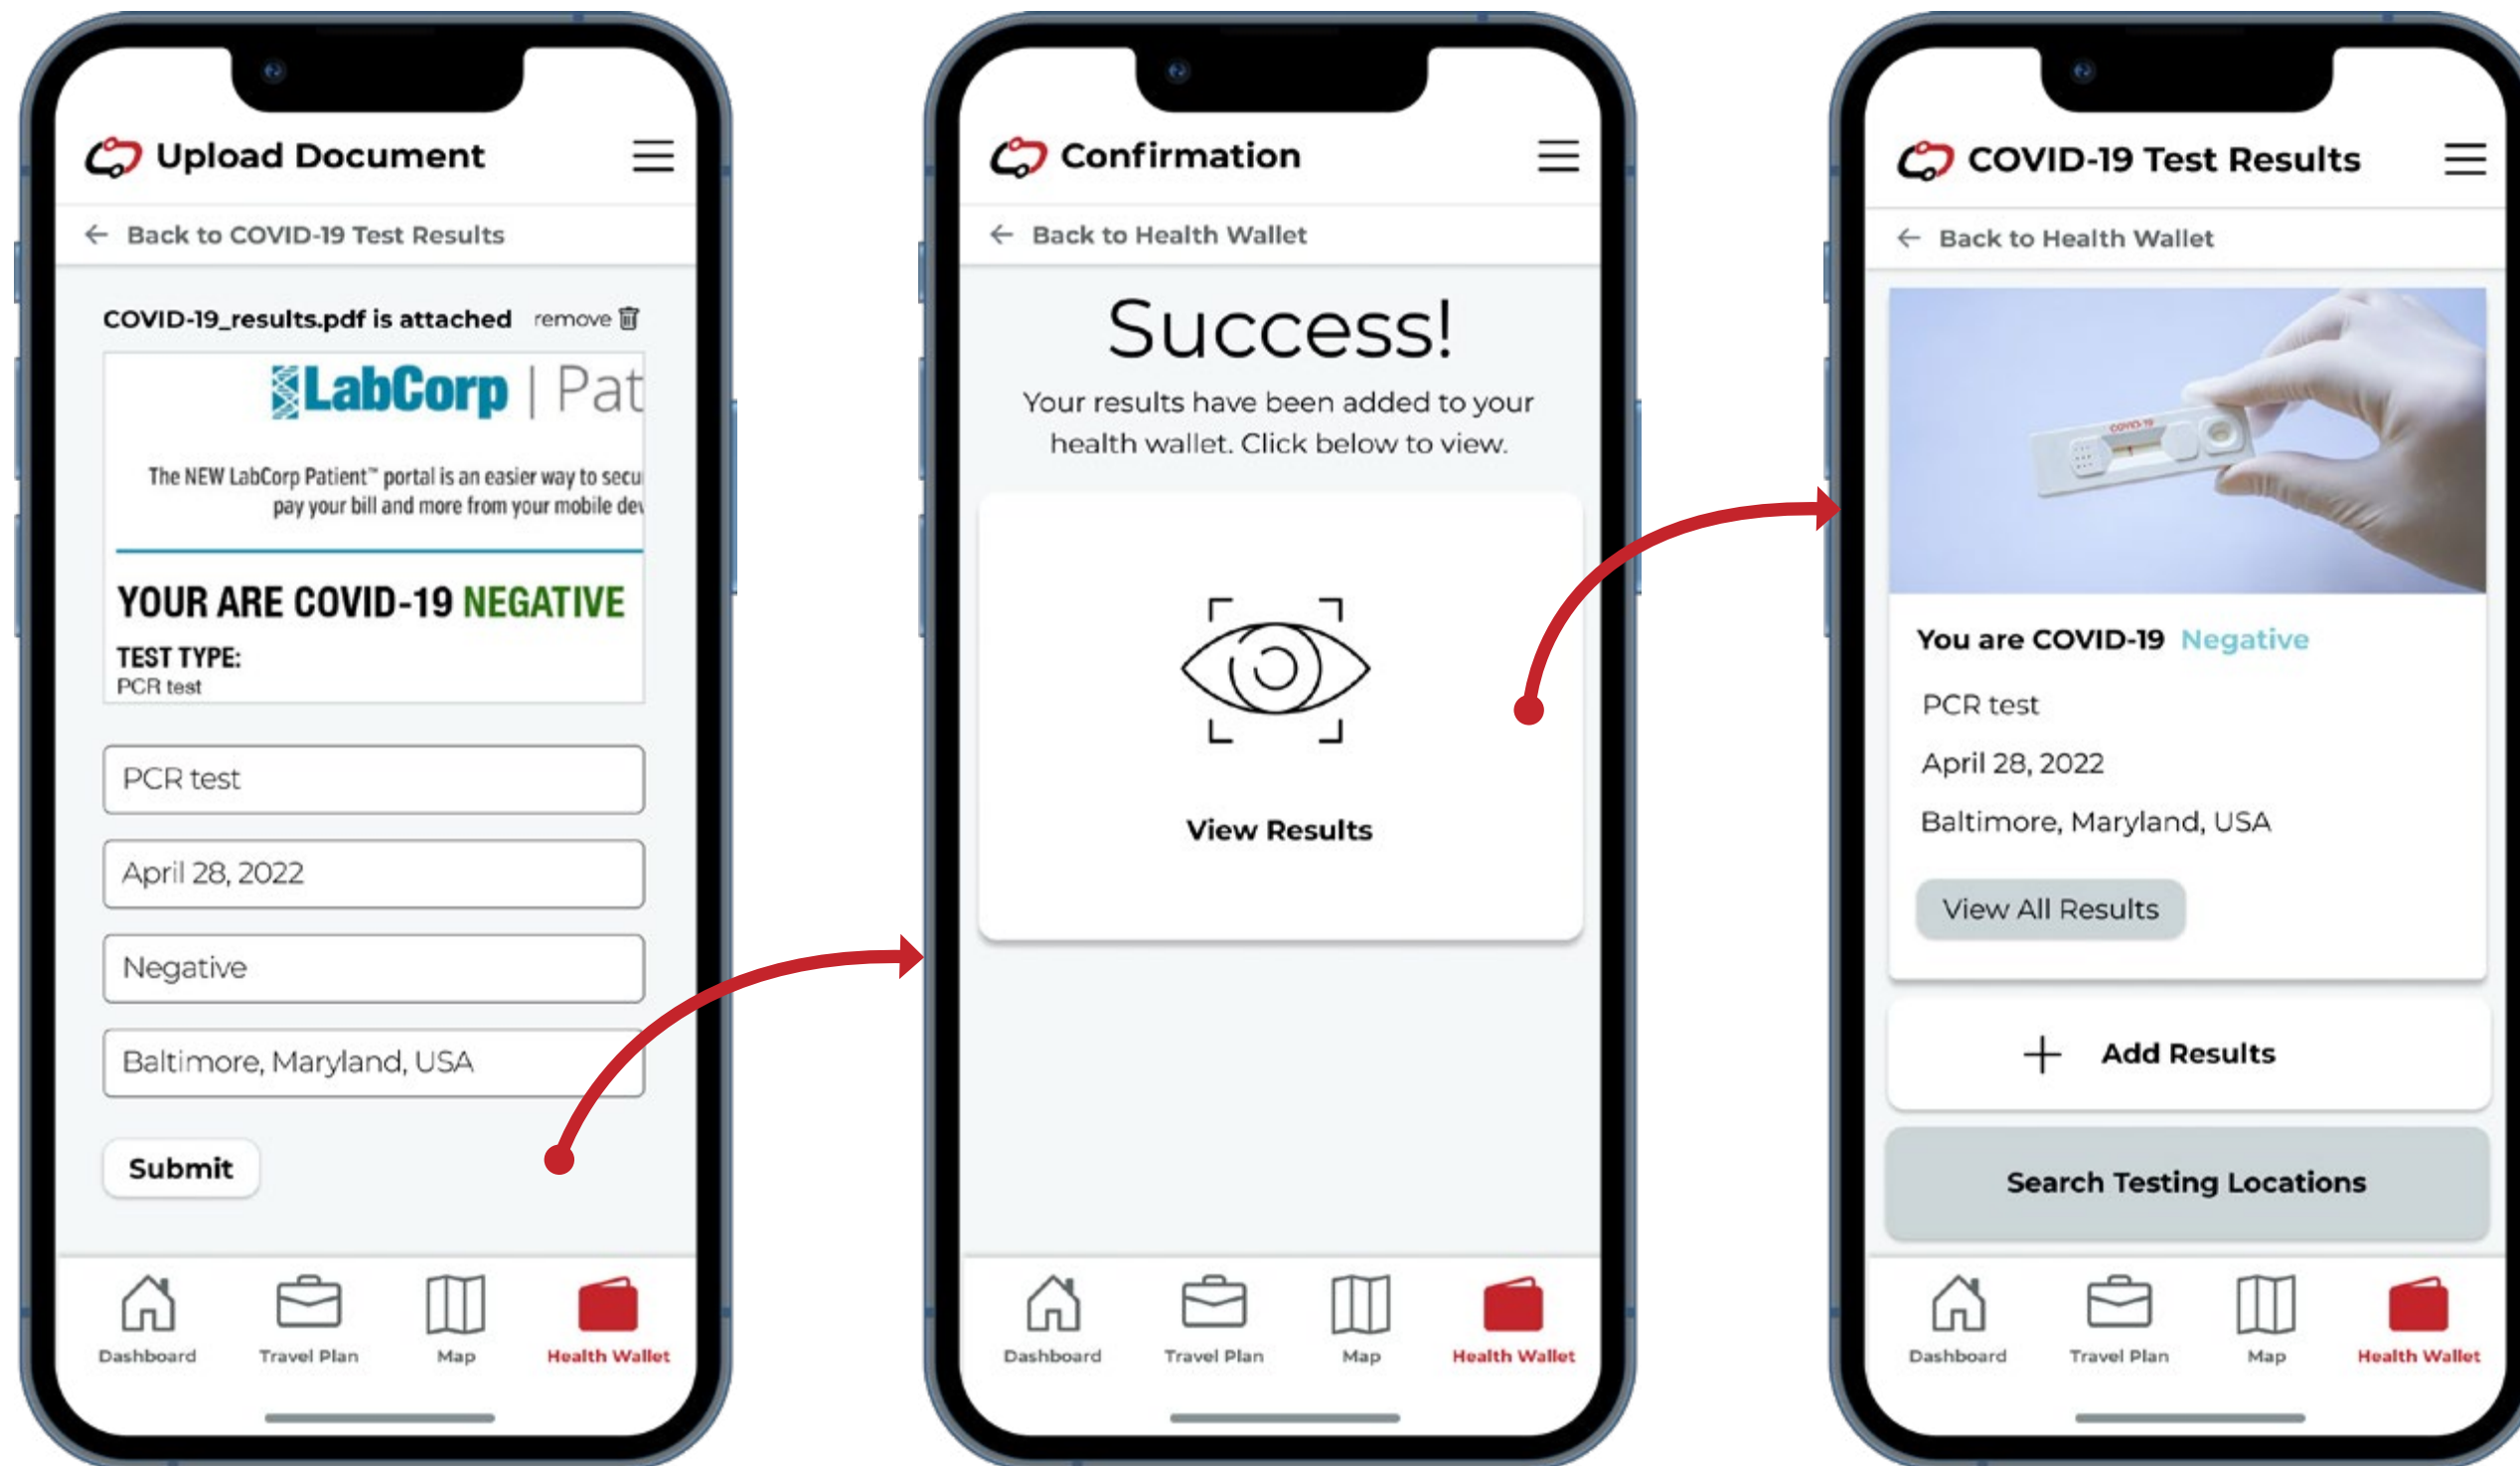 Upload Document
Back to COVID-19 Test Results
COVID-19_results.pdf is attached remove
LabCorp | Pat
The NEW LabCorp Patient™ portal is an easier way to secu
pay your bill and more from your mobile dev
YOUR ARE COVID-19 NEGATIVE
TEST TYPE:
PCR test
PCR test
April 28, 2022
Negative
Baltimore, Maryland, USA
Submit
Dashboard Travel Plan Map Health Wallet
Confirmation
Back to Health Wallet
Success!
Your results have been added to your
health wallet. Click below to view.
View Results
Dashboard Travel Plan Map Health Wallet
COVID-19 Test Results
Back to Health Wallet
COVID-19
You are COVID-19 Negative
PCR test
April 28, 2022
Baltimore, Maryland, USA
View All Results
Add Results
Search Testing Locations
Dashboard Travel Plan Map Health Wallet